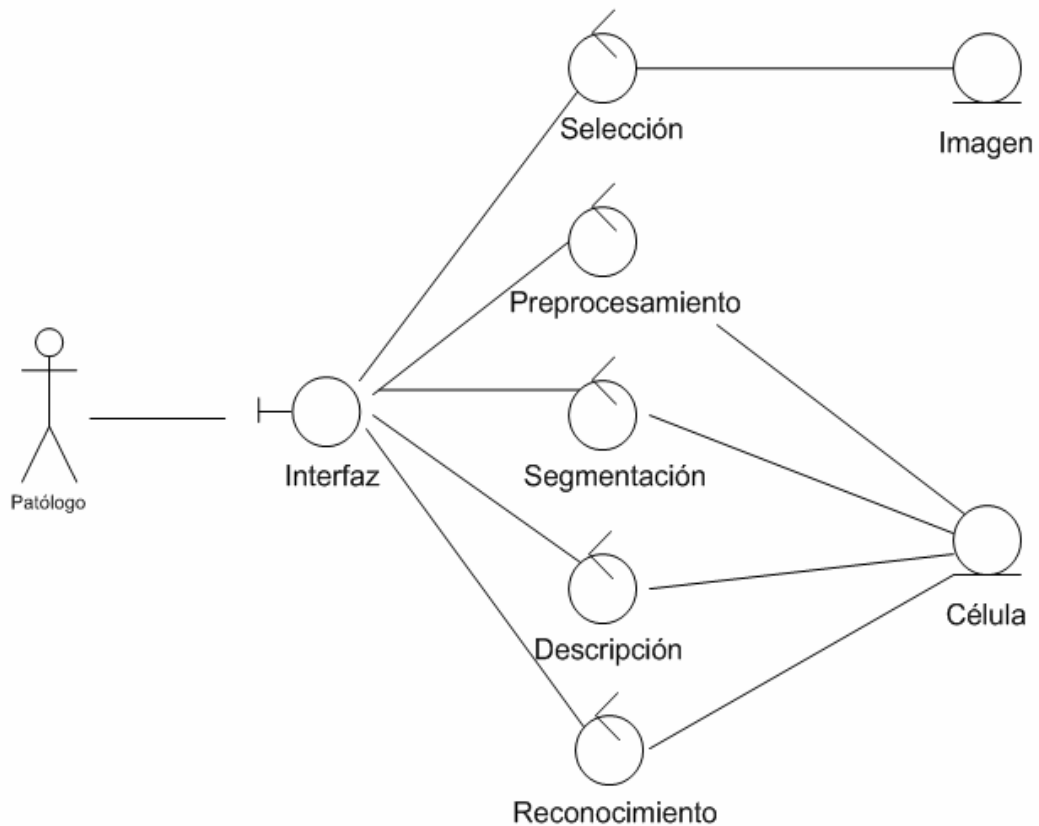 Selección
Imagen
Preprocesamiento
Patólogo
Interfaz
Segmentación
Célula
Descripción
Reconocimiento